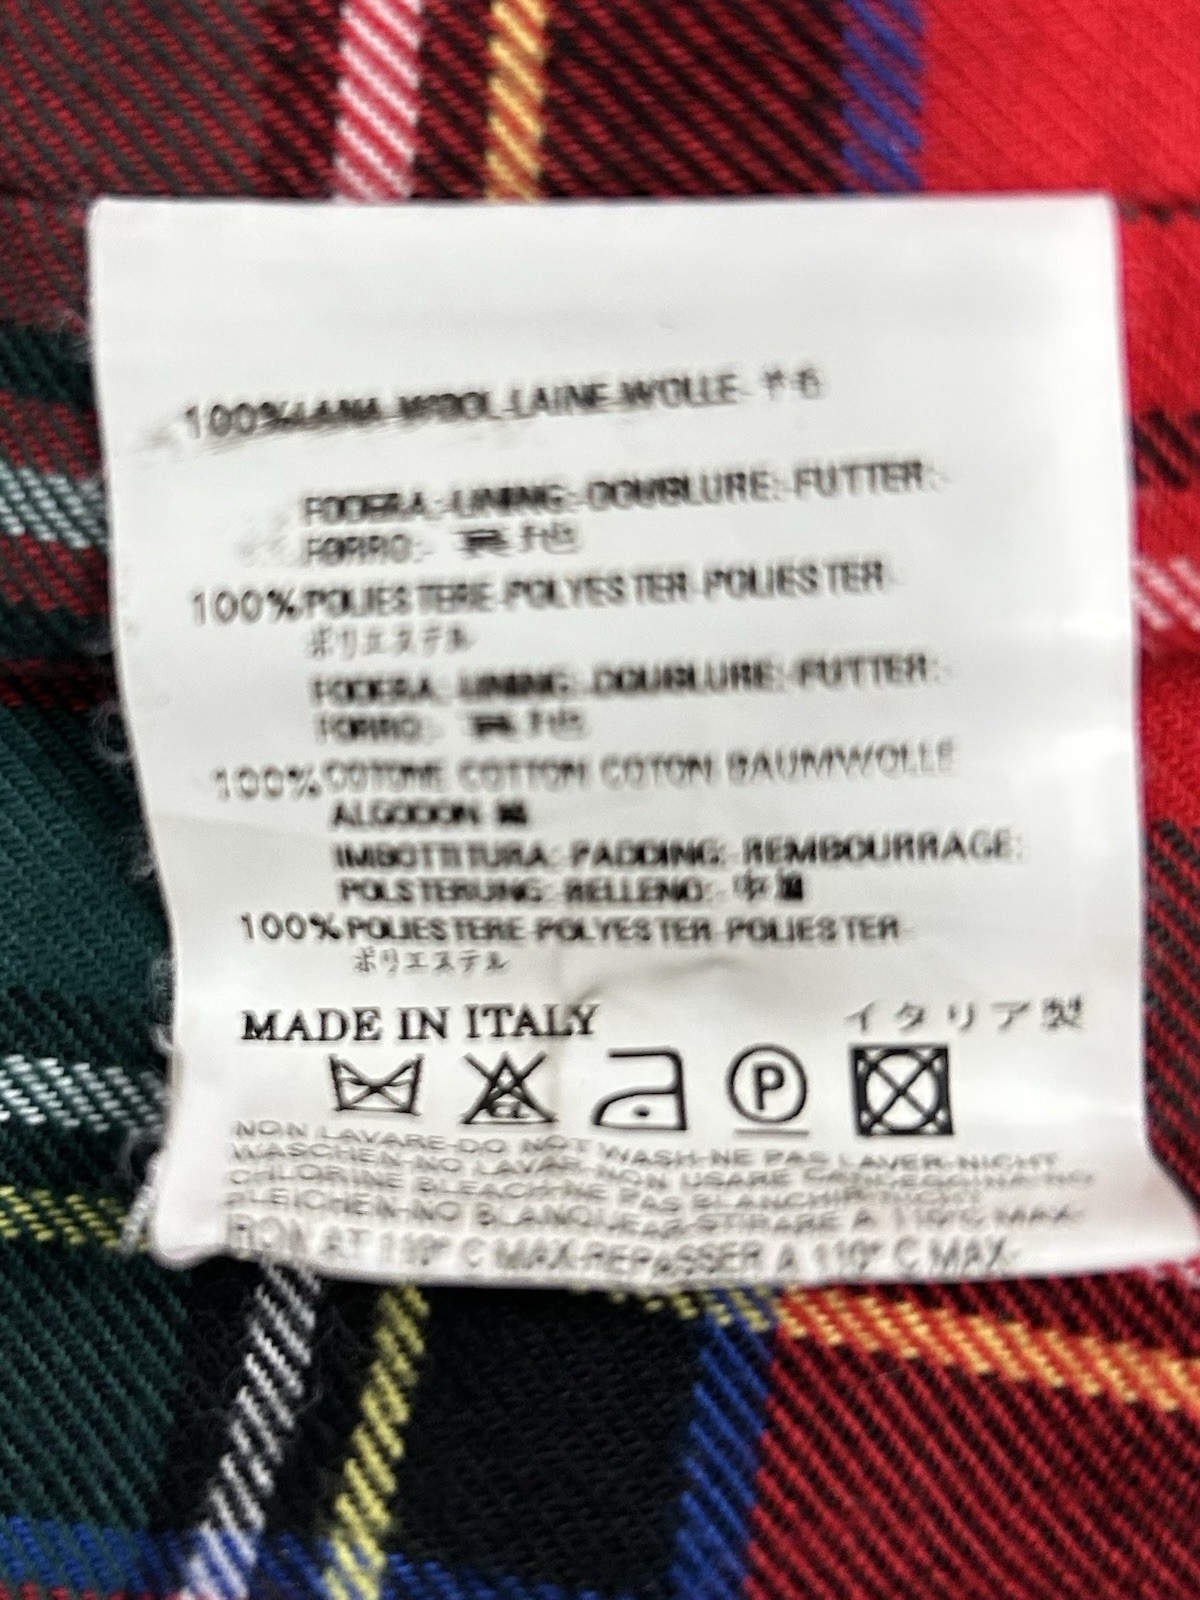 100% LANA-WOOL-LAINE-WOLLE- 羊毛
FODERA:-LINING:-DOUBLURE:-FUTTER:-
FORRO:- 裏地
100% POLIESTERE-POLYESTER-POLIESTER
ポリエステル
FODERA: LINING: DOUBLURE:-FUTTER:-
FORRO:- 裏地
100% COTONE COTTON COTON BAUMWOLLE
ALGODON 綿
IMBOTTITURA: PADDING: REMBOURRAGE:
POLSTERUNG: RELLENO: 中綿
100% POLIESTERE-POLYESTER-POLIESTER-
ポリエステル
MADE IN ITALY イタリア製
CL P
NON LAVARE-DO NOT WASH-NE PAS LAVER-NICHT
WASCHEN-NO LAVAR-NON USARE CANDEGGINA-NO
CHLORINE BLEACH-NE PAS BLANCHIR-NICHT
BLEICHEN-NO BLANQUEAR-STIRARE A 110°C MAX-
IRON AT 110° C MAX-REPASSER A 110° C MAX-